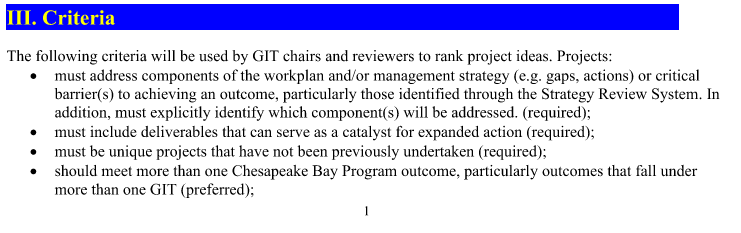 III. Criteria
The following criteria will be used by GIT chairs and reviewers to rank project ideas. Projects:
• must address components of the workplan and/or management strategy (e.g. gaps, actions) or critical
barrier(s) to achieving an outcome, particularly those identified through the Strategy Review System. In
addition, must explicitly identify which component(s) will be addressed. (required);
• must include deliverables that can serve as a catalyst for expanded action (required);
• must be unique projects that have not been previously undertaken (required);
• should meet more than one Chesapeake Bay Program outcome, particularly outcomes that fall under
more than one GIT (preferred);
1